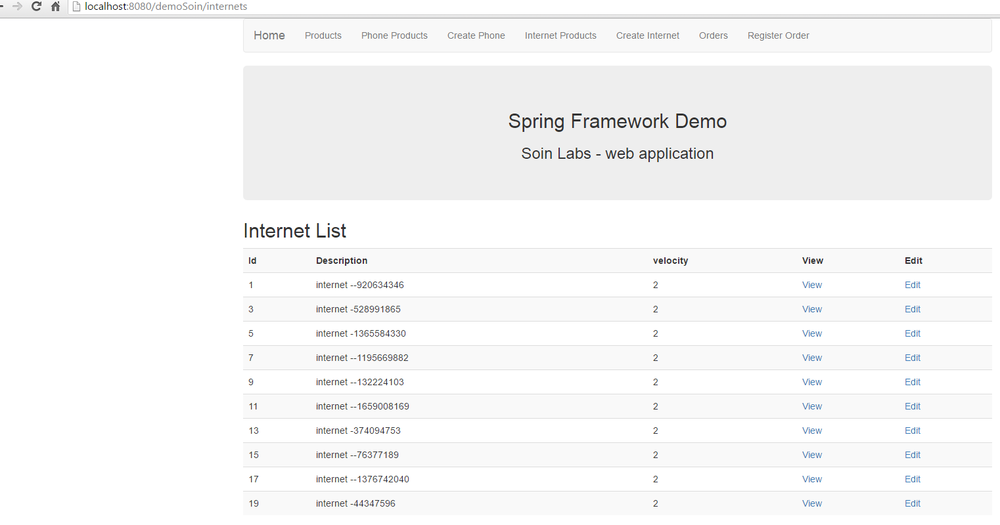 localhost:8080/demoSoin/internets
Home Products Phone Products Create Phone Internet Products Create Internet Orders Register Order
Spring Framework Demo
Soin Labs - web application
Internet List
Id Description velocity View Edit
1 internet --920634346 2 View Edit
3 internet -528991865 2 View Edit
5 internet -1365584330 2 View Edit
7 internet --1195669882 2 View Edit
9 internet --132224103 2 View Edit
11 internet --1659008169 2 View Edit
13 internet -374094753 2 View Edit
15 internet --76377189 2 View Edit
17 internet --1376742040 2 View Edit
19 internet -44347596 2 View Edit